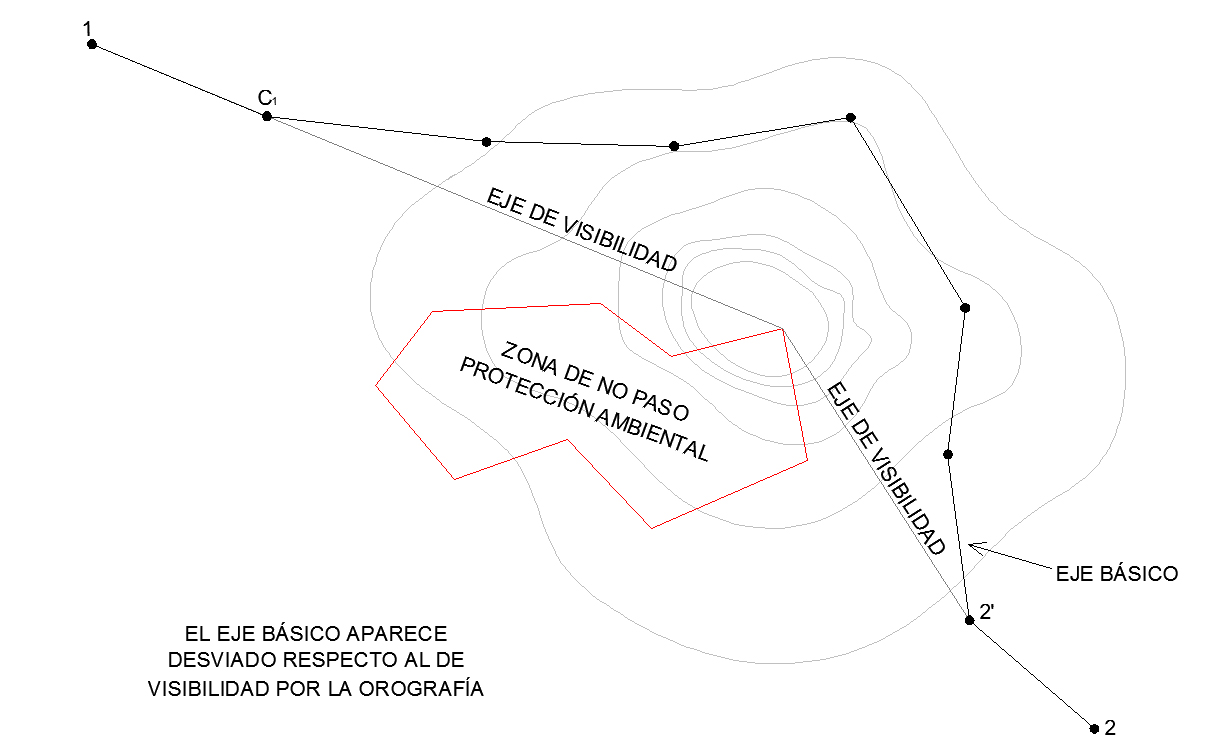 1
C₁
EJE DE VISIBILIDAD
ZONA DE NO PASO
PROTECCIÓN AMBIENTAL
EJE DE VISIBILIDAD
EJE BÁSICO
2'
EL EJE BÁSICO APARECE
DESVIADO RESPECTO AL DE
VISIBILIDAD POR LA OROGRAFÍA
2